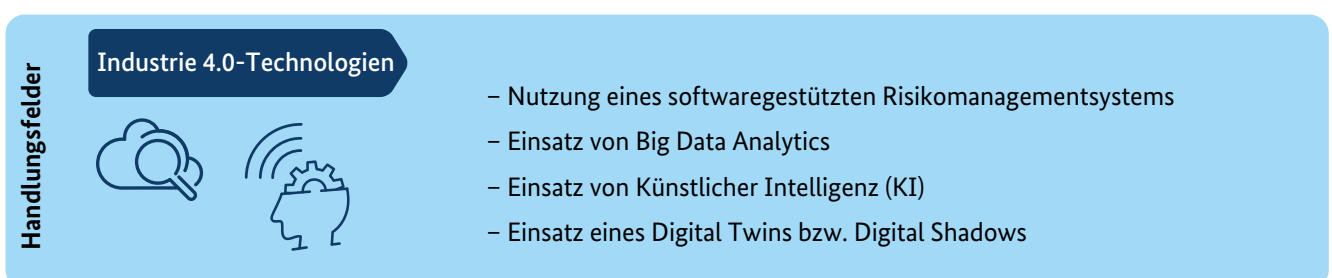 Handlungsfelder
Industrie 4.0-Technologien
– Nutzung eines softwaregestützten Risikomanagementsystems
– Einsatz von Big Data Analytics
– Einsatz von Künstlicher Intelligenz (KI)
– Einsatz eines Digital Twins bzw. Digital Shadows